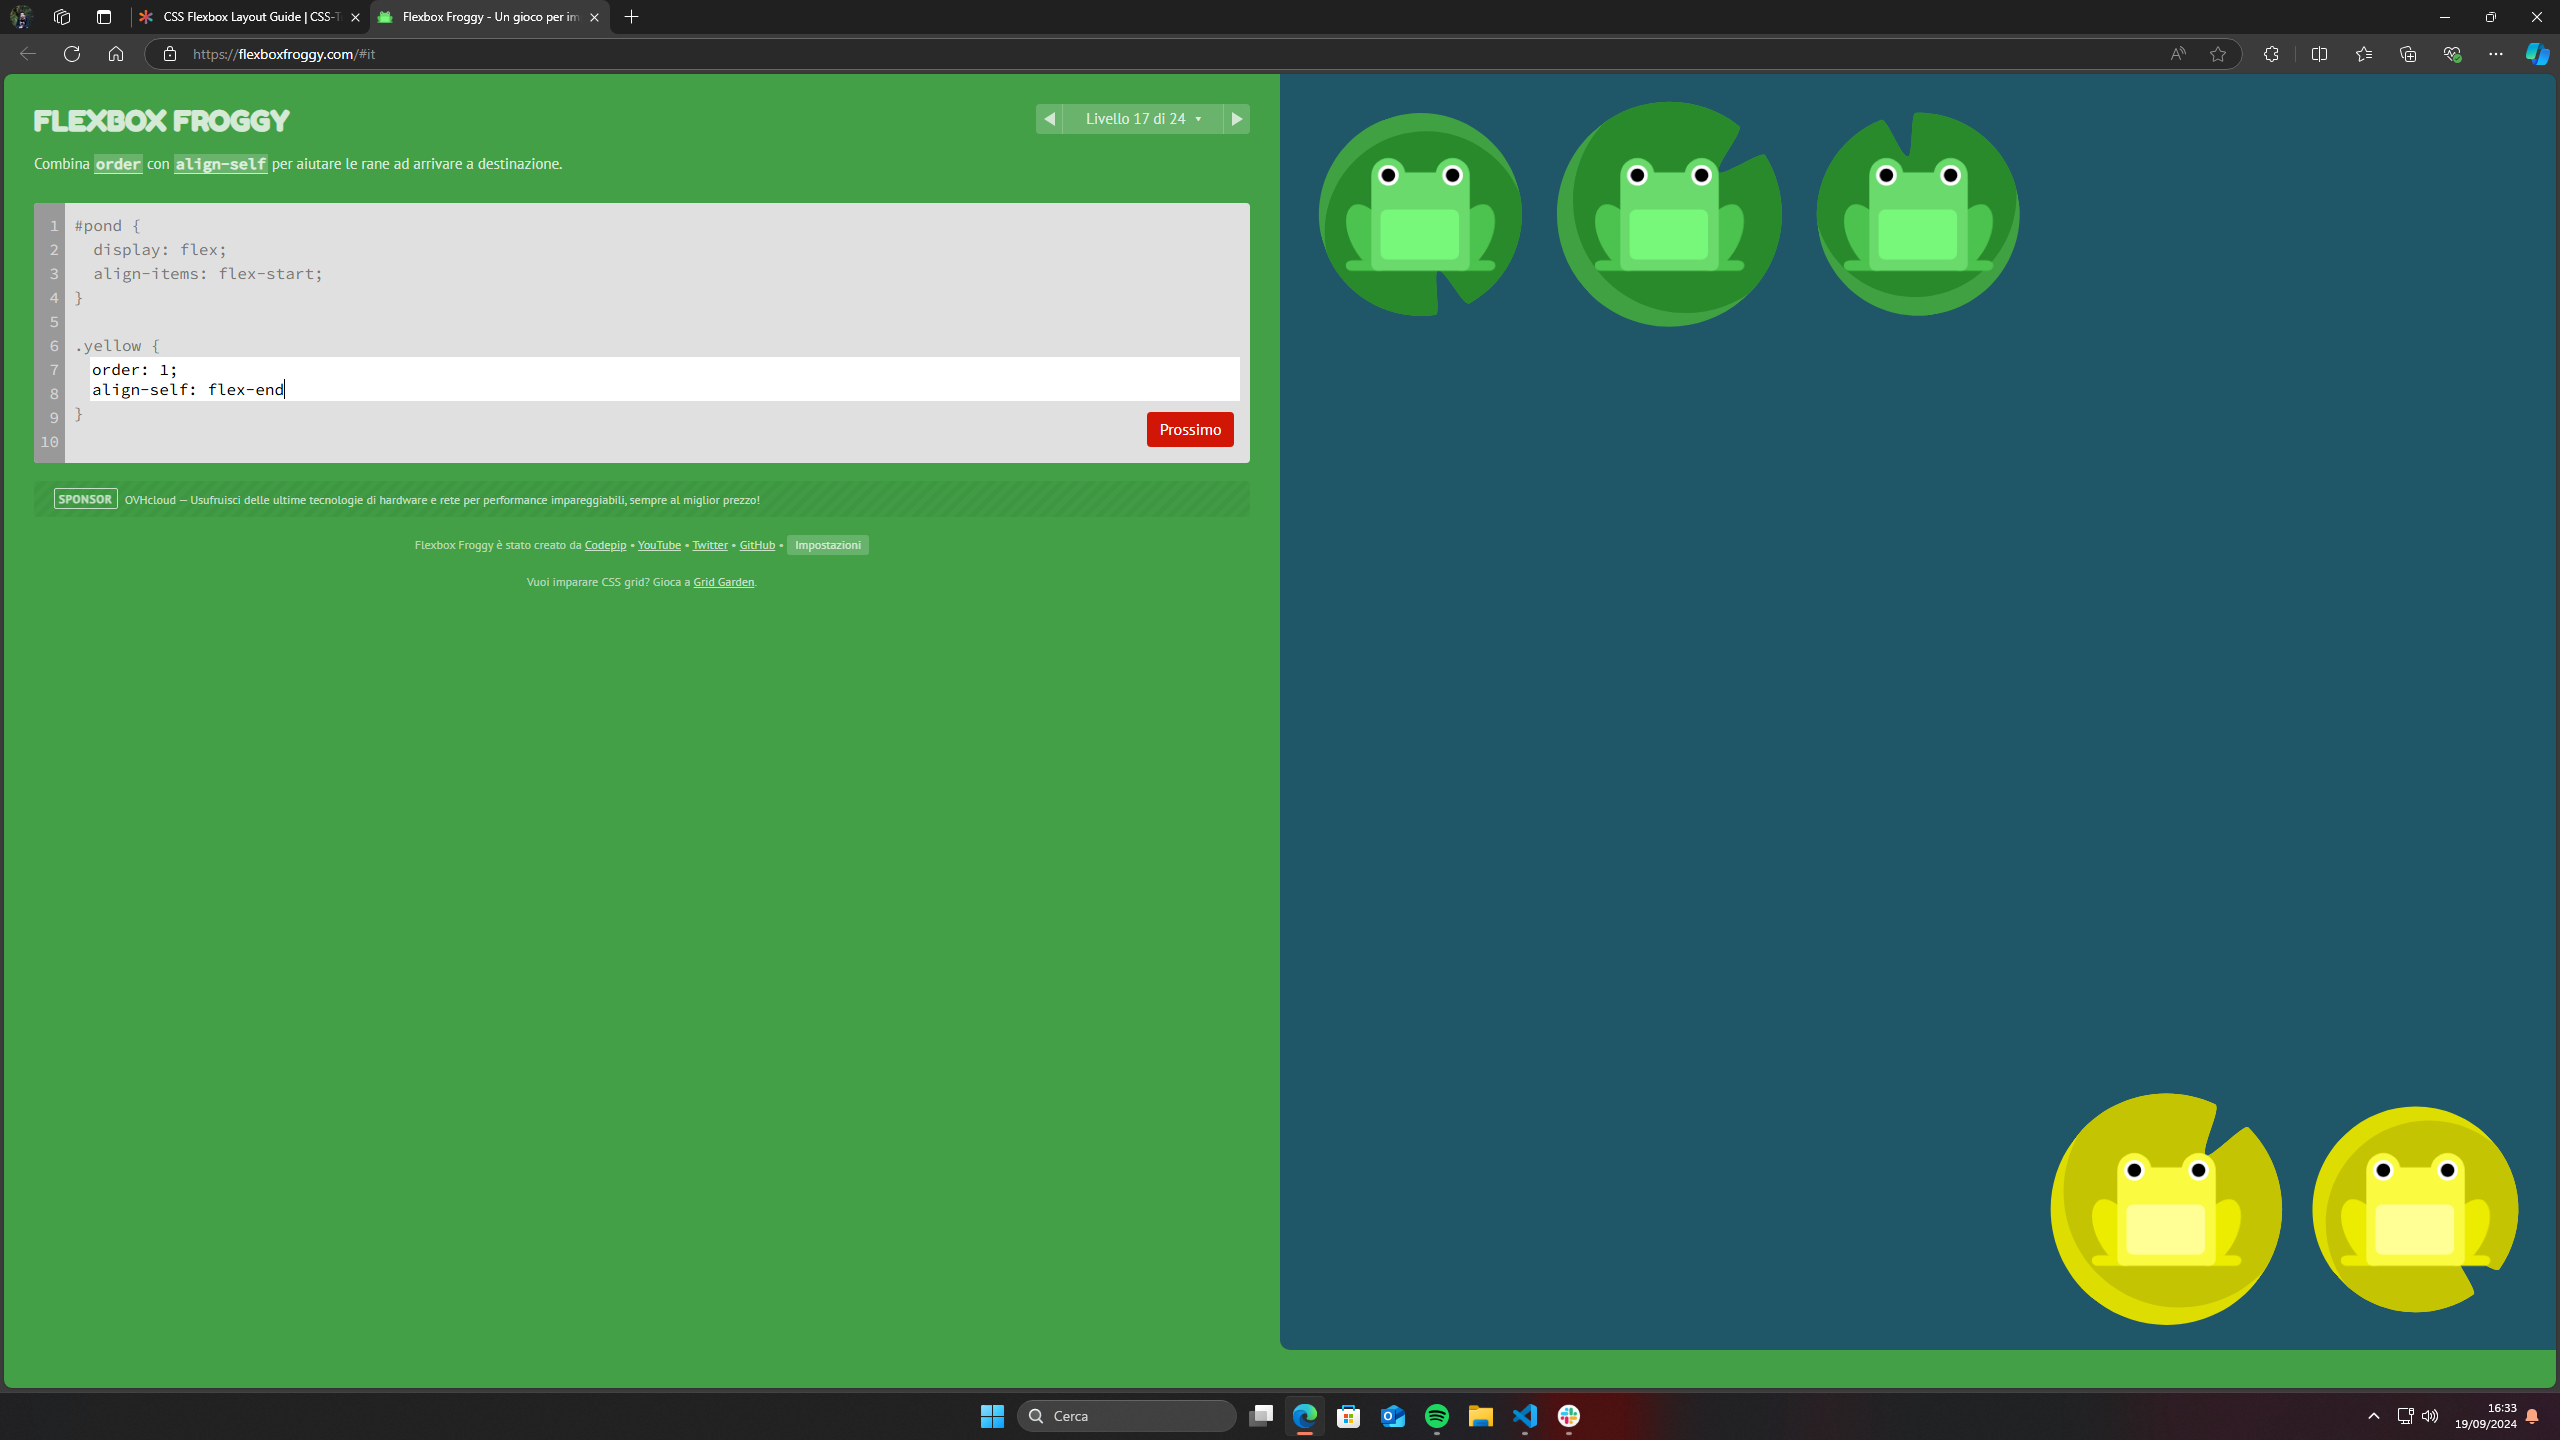 CSS Flexbox Layout Guide | CSS-T
Flexbox Froggy - Un gioco per im
https://flexboxfroggy.com/#it
FLEXBOX FROGGY
Livello 17 di 24
Combina order con align-self per aiutare le rane ad arrivare a destinazione.
1 #pond {
2 display: flex;
3 align-items: flex-start;
4 }
5
6 .yellow {
7 order: 1;
8 align-self: flex-end
9 }
10
Prossimo
SPONSOR OVHcloud — Usufruisci delle ultime tecnologie di hardware e rete per performance impareggiabili, sempre al miglior prezzo!
Flexbox Froggy è stato creato da Codepip • YouTube • Twitter • GitHub • Impostazioni
Vuoi imparare CSS grid? Gioca a Grid Garden.
Cerca
16:33
19/09/2024